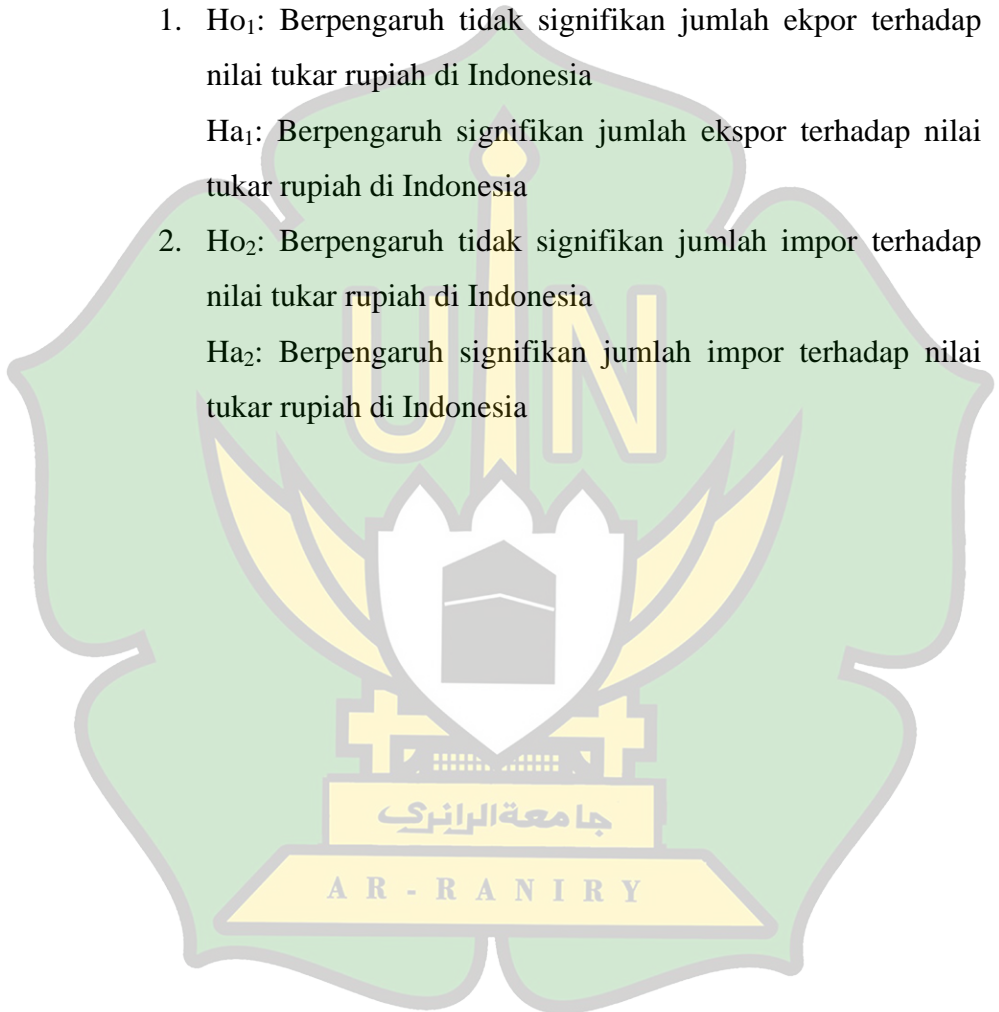 1. Ho₁: Berpengaruh tidak signifikan jumlah ekpor terhadap
nilai tukar rupiah di Indonesia
Ha₁: Berpengaruh signifikan jumlah ekspor terhadap nilai
tukar rupiah di Indonesia
2. Ho₂: Berpengaruh tidak signifikan jumlah impor terhadap
nilai tukar rupiah di Indonesia
Ha₂: Berpengaruh signifikan jumlah impor terhadap nilai
tukar rupiah di Indonesia
UIN
جامعة الرانري
AR-RANIRY